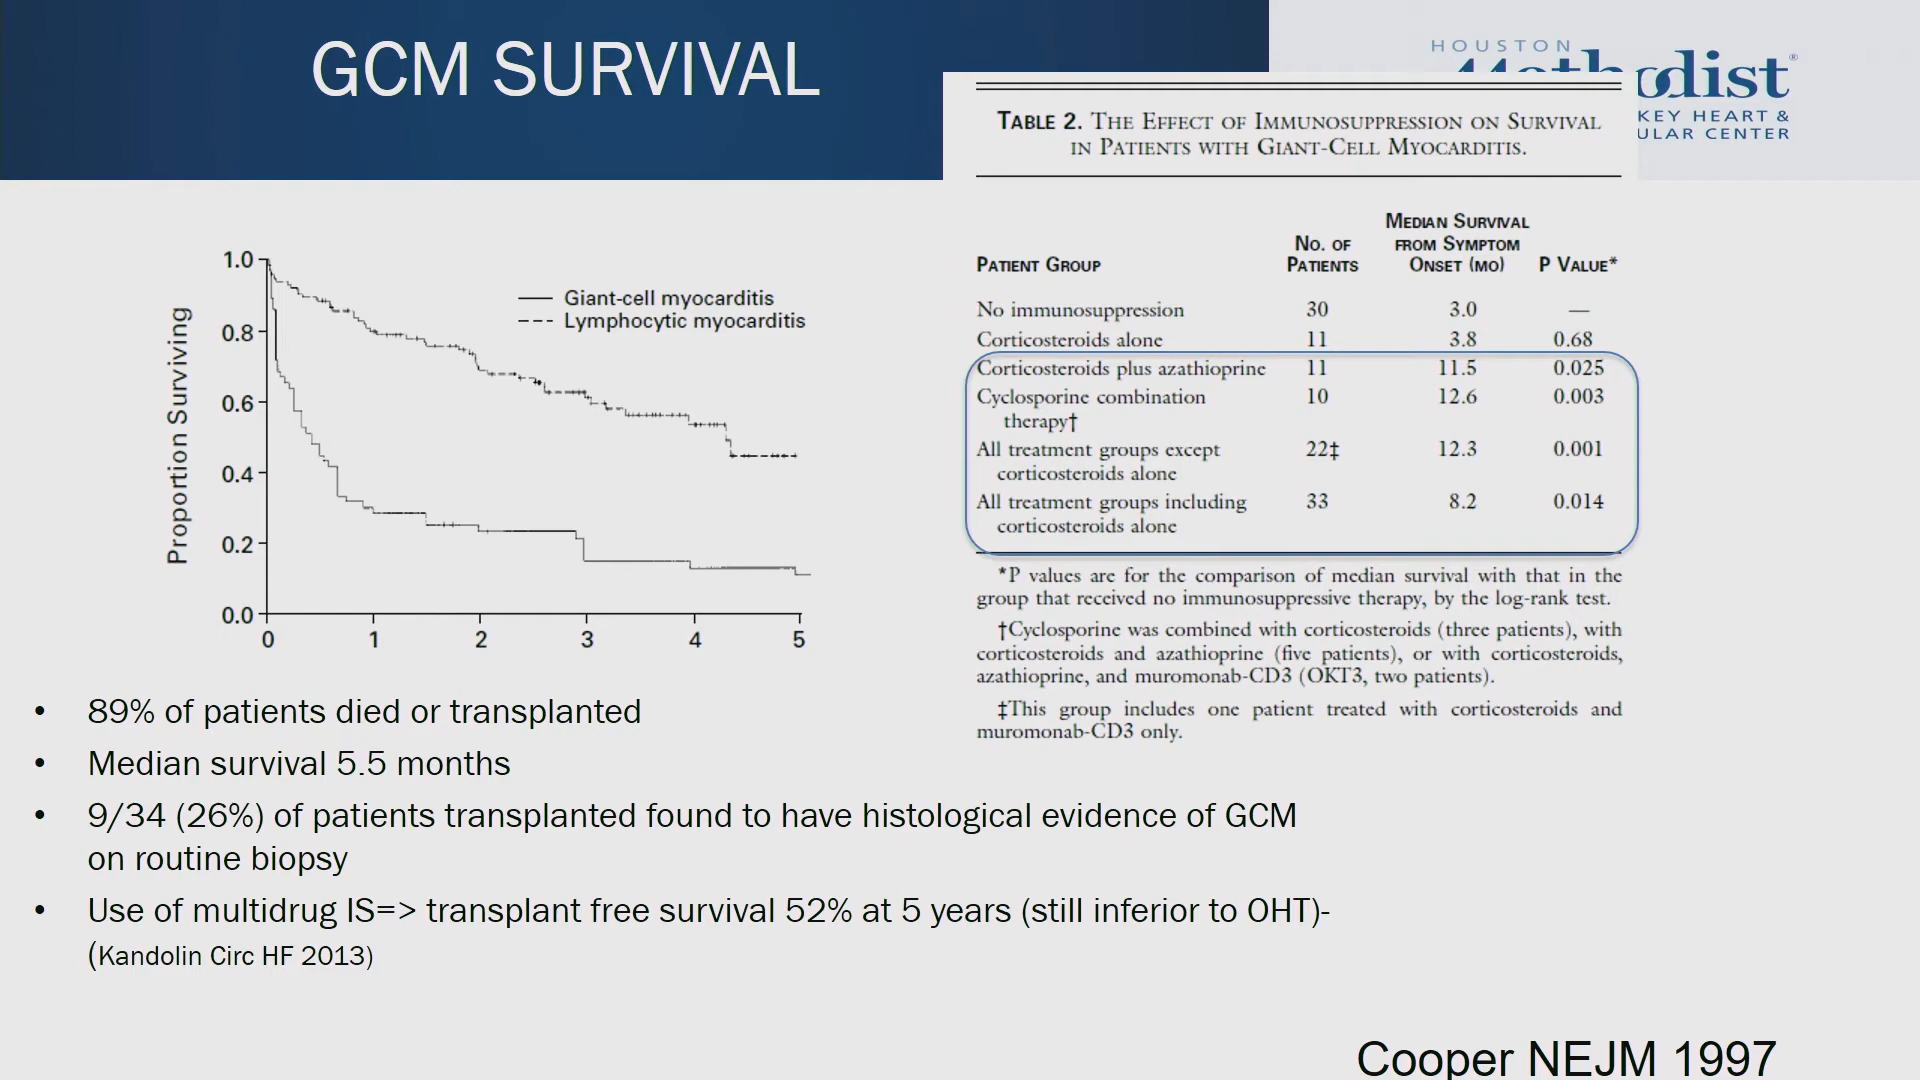 GCM SURVIVAL
HOUSTON
Methodist®
KEY HEART &
ULAR CENTER
TABLE 2. THE EFFECT OF IMMUNOSUPPRESSION ON SURVIVAL
IN PATIENTS WITH GIANT-CELL MYOCARDITIS.
PATIENT GROUP
NO. OF
PATIENTS
MEDIAN SURVIVAL
FROM SYMPTOM
ONSET (MO)
P VALUE*
No immunosuppression 30 3.0 —
Corticosteroids alone 11 3.8 0.68
Corticosteroids plus azathioprine 11 11.5 0.025
Cyclosporine combination 10 12.6 0.003
therapy†
All treatment groups except 22‡ 12.3 0.001
corticosteroids alone
All treatment groups including 33 8.2 0.014
corticosteroids alone
*P values are for the comparison of median survival with that in the
group that received no immunosuppressive therapy, by the log-rank test.
†Cyclosporine was combined with corticosteroids (three patients), with
corticosteroids and azathioprine (five patients), or with corticosteroids,
azathioprine, and muromonab-CD3 (OKT3, two patients).
‡This group includes one patient treated with corticosteroids and
muromonab-CD3 only.
Proportion Surviving
1.0
0.8
0.6
0.4
0.2
0.0
0 1 2 3 4 5
Giant-cell myocarditis
Lymphocytic myocarditis
• 89% of patients died or transplanted
• Median survival 5.5 months
• 9/34 (26%) of patients transplanted found to have histological evidence of GCM
on routine biopsy
• Use of multidrug IS=> transplant free survival 52% at 5 years (still inferior to OHT)-
(Kandolin Circ HF 2013)
Cooper NEJM 1997